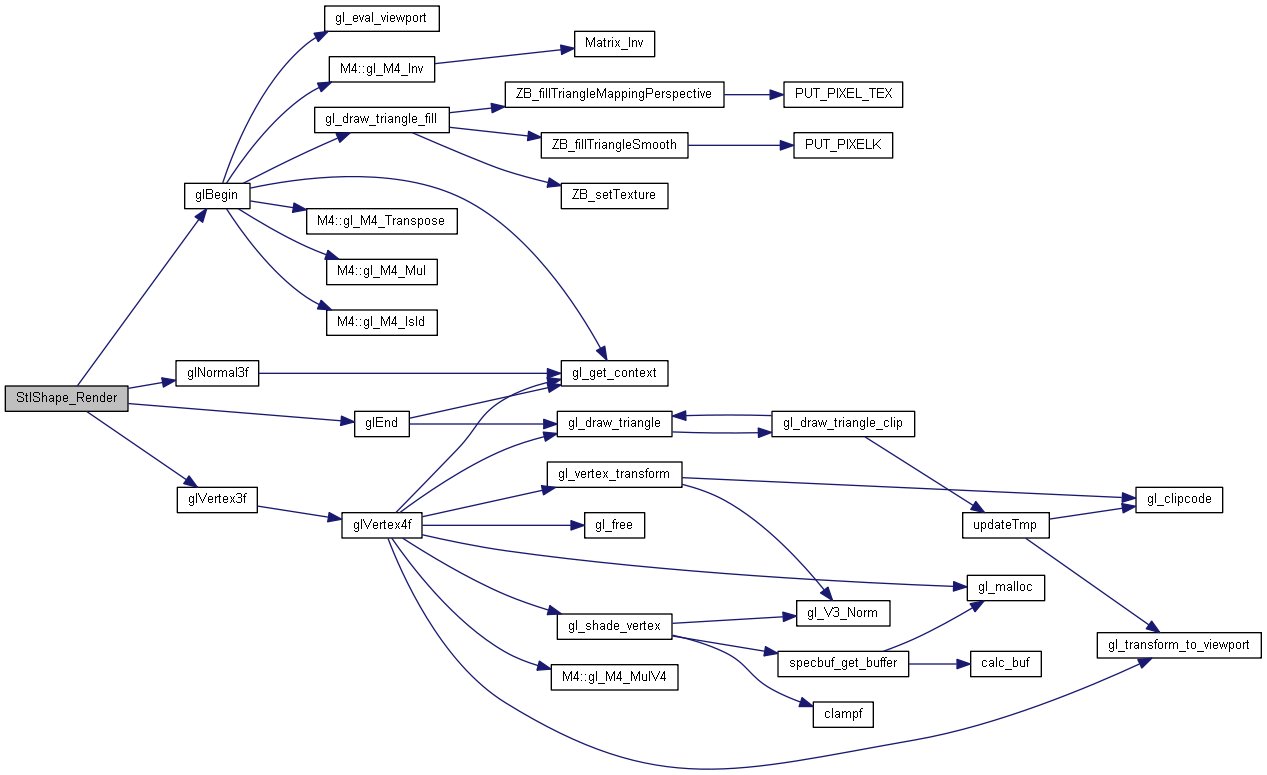 gl_eval_viewport
Matrix_Inv
M4::gl_M4_Inv
ZB_fillTriangleMappingPerspective
PUT_PIXEL_TEX
gl_draw_triangle_fill
ZB_fillTriangleSmooth
PUT_PIXELK
glBegin
ZB_setTexture
M4::gl_M4_Transpose
M4::gl_M4_Mul
M4::gl_M4_IsId
glNormal3f
gl_get_context
StlShape_Render
glEnd
gl_draw_triangle
gl_draw_triangle_clip
gl_vertex_transform
glVertex3f
gl_clipcode
glVertex4f
gl_free
updateTmp
gl_malloc
gl_V3_Norm
gl_shade_vertex
gl_transform_to_viewport
specbuf_get_buffer
calc_buf
M4::gl_M4_MulV4
clampf